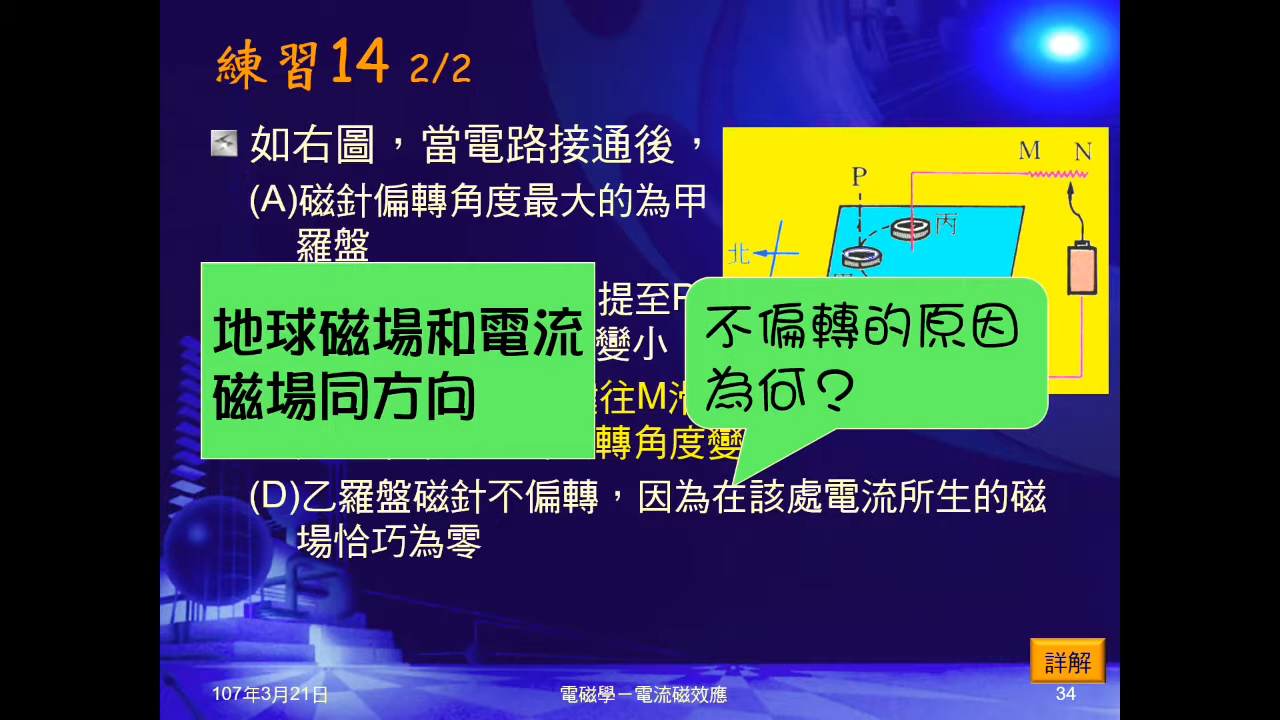 練習14 2/2
如右圖，當電路接通後，
(A)磁針偏轉角度最大的為甲
羅盤
提至P
變小
往M滑
轉角度變
(D)乙羅盤磁針不偏轉，因為在該處電流所生的磁
場恰巧為零
地球磁場和電流
磁場同方向
不偏轉的原因
為何？
M N
P
丙
北
詳解
107年3月21日
電磁學－電流磁效應
34